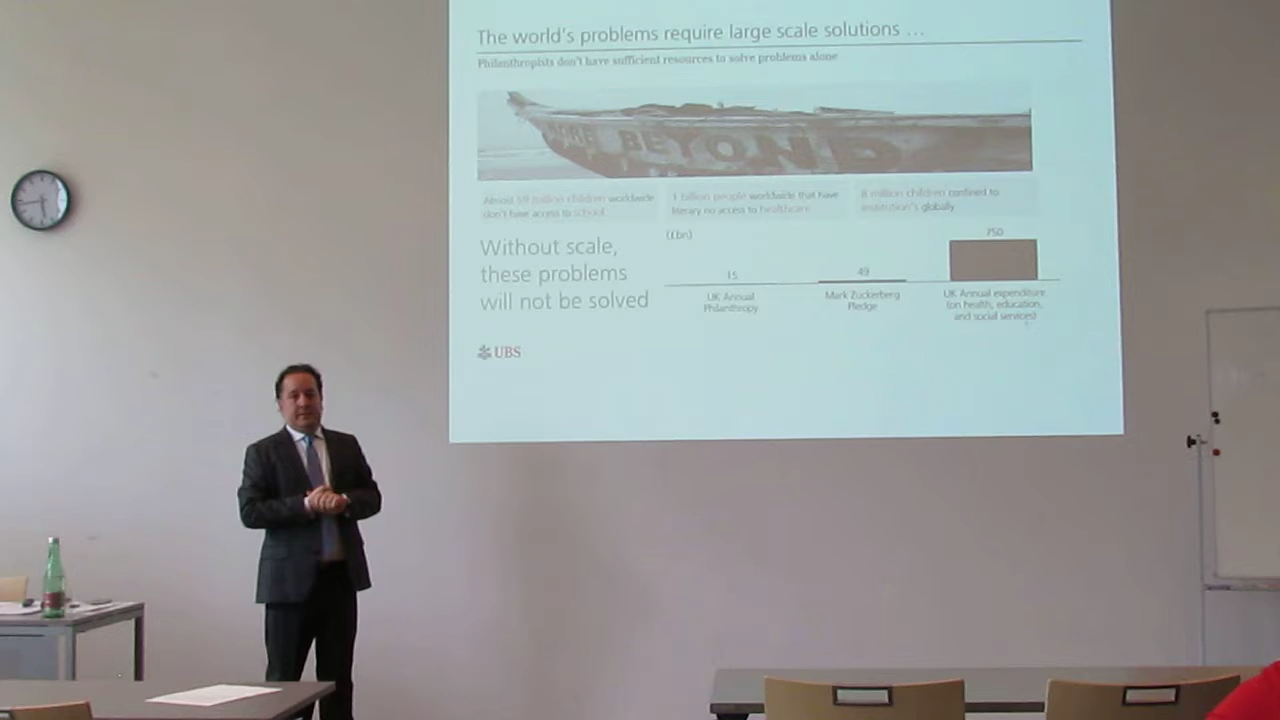 The world's problems require large scale solutions ...
Philanthropists don't have sufficient resources to solve problems alone
BEYOND
Almost 59 million children worldwide
don't have access to school
1 billion people worldwide that have
literary no access to healthcare
8 million children confined to
institution's globally
Without scale,
these problems
will not be solved
(£bn)
15
49
750
UK Annual
Philanthropy
Mark Zuckerberg
Pledge
UK Annual expenditure
(on health, education,
and social services)
UBS